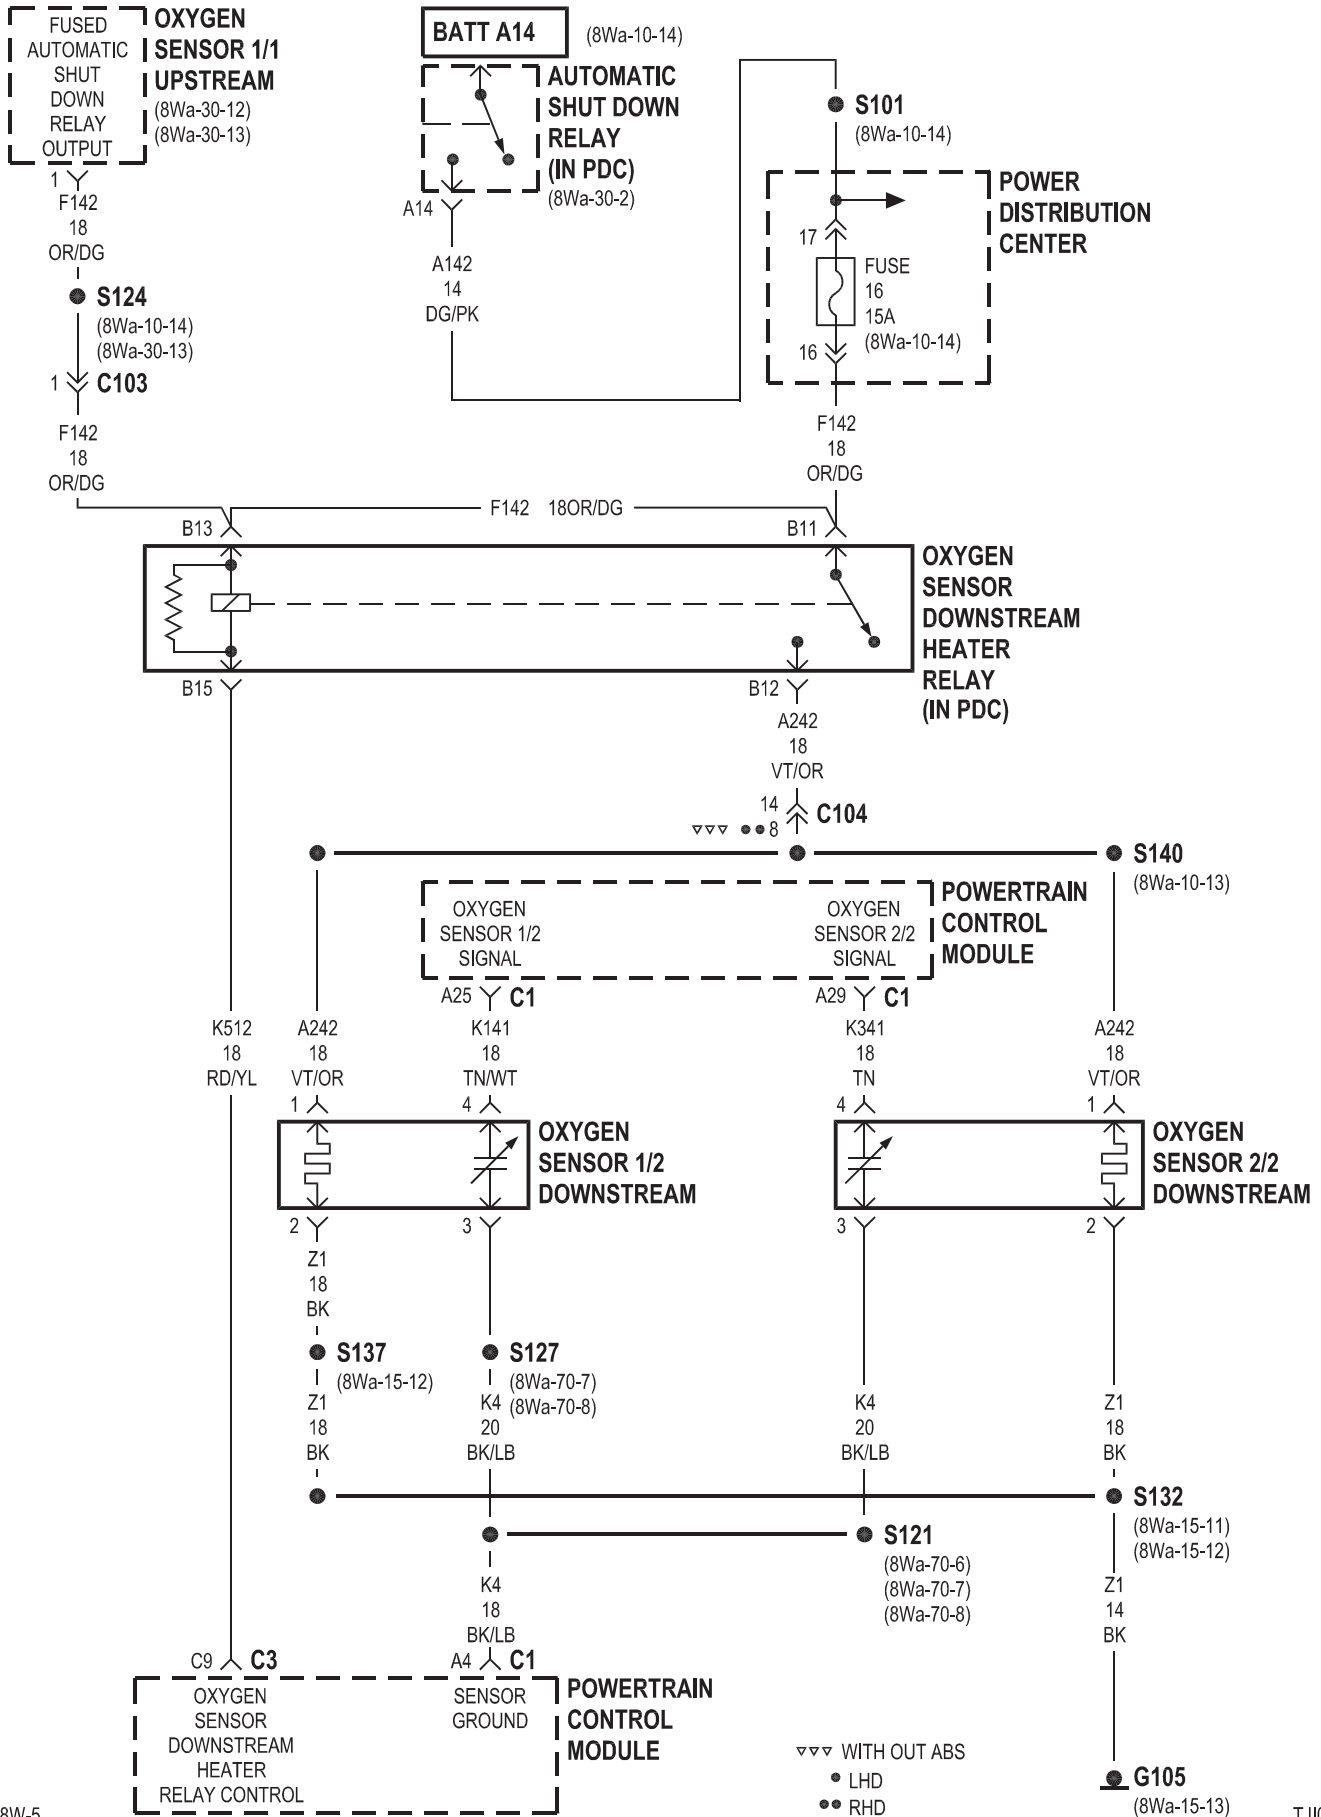 FUSED
AUTOMATIC
SHUT
DOWN
RELAY
OUTPUT
OXYGEN
SENSOR 1/1
UPSTREAM
(8Wa-30-12)
(8Wa-30-13)
1
F142
18
OR/DG
S124
(8Wa-10-14)
(8Wa-30-13)
1
C103
F142
18
OR/DG
BATT A14
(8Wa-10-14)
AUTOMATIC
SHUT DOWN
RELAY
(IN PDC)
(8Wa-30-2)
A14
A142
14
DG/PK
S101
(8Wa-10-14)
POWER
DISTRIBUTION
CENTER
17
FUSE
16
15A
(8Wa-10-14)
16
F142
18
OR/DG
F142 18OR/DG
B13
B11
OXYGEN
SENSOR
DOWNSTREAM
HEATER
RELAY
(IN PDC)
B15
B12
A242
18
VT/OR
14
C104
▽▽▽ ●●8
S140
(8Wa-10-13)
OXYGEN
SENSOR 1/2
SIGNAL
OXYGEN
SENSOR 2/2
SIGNAL
POWERTRAIN
CONTROL
MODULE
A25
C1
A29
C1
K512
18
RD/YL
A242
18
VT/OR
K141
18
TN/WT
K341
18
TN
A242
18
VT/OR
1
4
4
1
OXYGEN
SENSOR 1/2
DOWNSTREAM
OXYGEN
SENSOR 2/2
DOWNSTREAM
2
3
3
2
Z1
18
BK
S137
(8Wa-15-12)
S127
(8Wa-70-7)
(8Wa-70-8)
Z1
18
BK
K4
20
BK/LB
K4
20
BK/LB
Z1
18
BK
S132
(8Wa-15-11)
(8Wa-15-12)
S121
(8Wa-70-6)
(8Wa-70-7)
(8Wa-70-8)
K4
18
BK/LB
Z1
14
BK
C9
C3
A4
C1
OXYGEN
SENSOR
DOWNSTREAM
HEATER
RELAY CONTROL
SENSOR
GROUND
POWERTRAIN
CONTROL
MODULE
▽▽▽ WITH OUT ABS
● LHD
●● RHD
G105
(8Wa-15-13)
8W-5